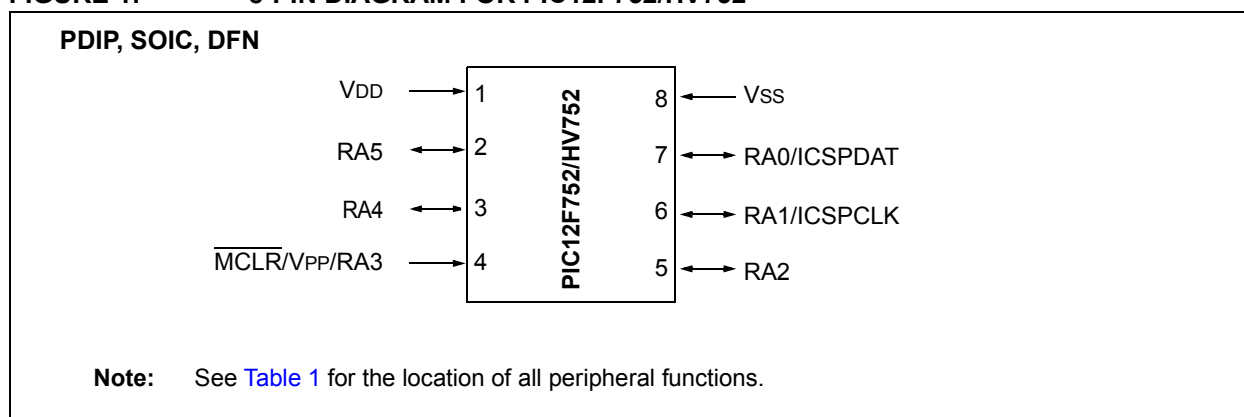 PDIP, SOIC, DFN
VDD 1 8 VSS
RA5 2 7 RA0/ICSPDAT
RA4 3 6 RA1/ICSPCLK
MCLR/VPP/RA3 4 5 RA2
PIC12F752/HV752
Note: See Table 1 for the location of all peripheral functions.